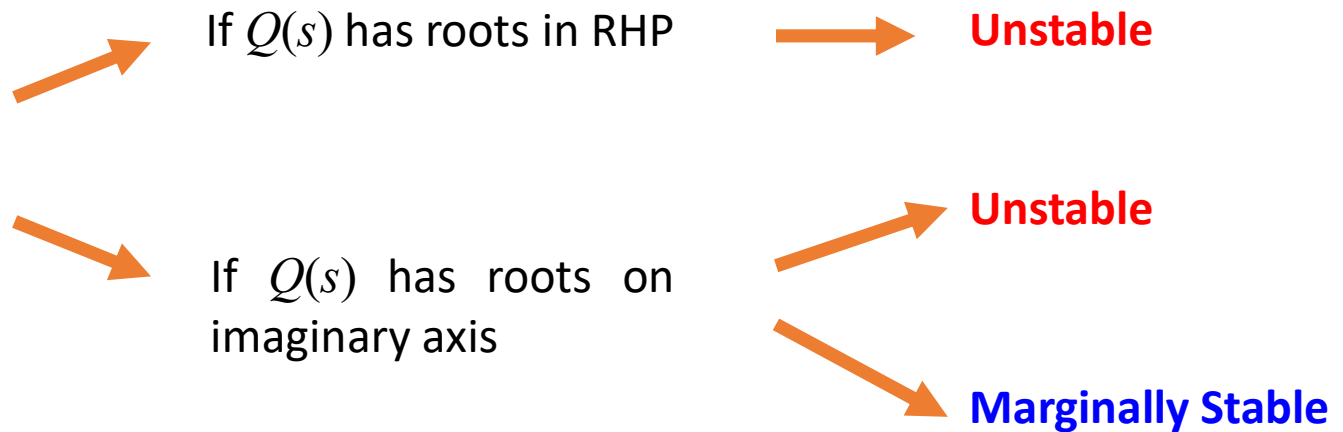 If Q(s) has roots in RHP
Unstable
Unstable
If Q(s) has roots on
imaginary axis
Marginally Stable